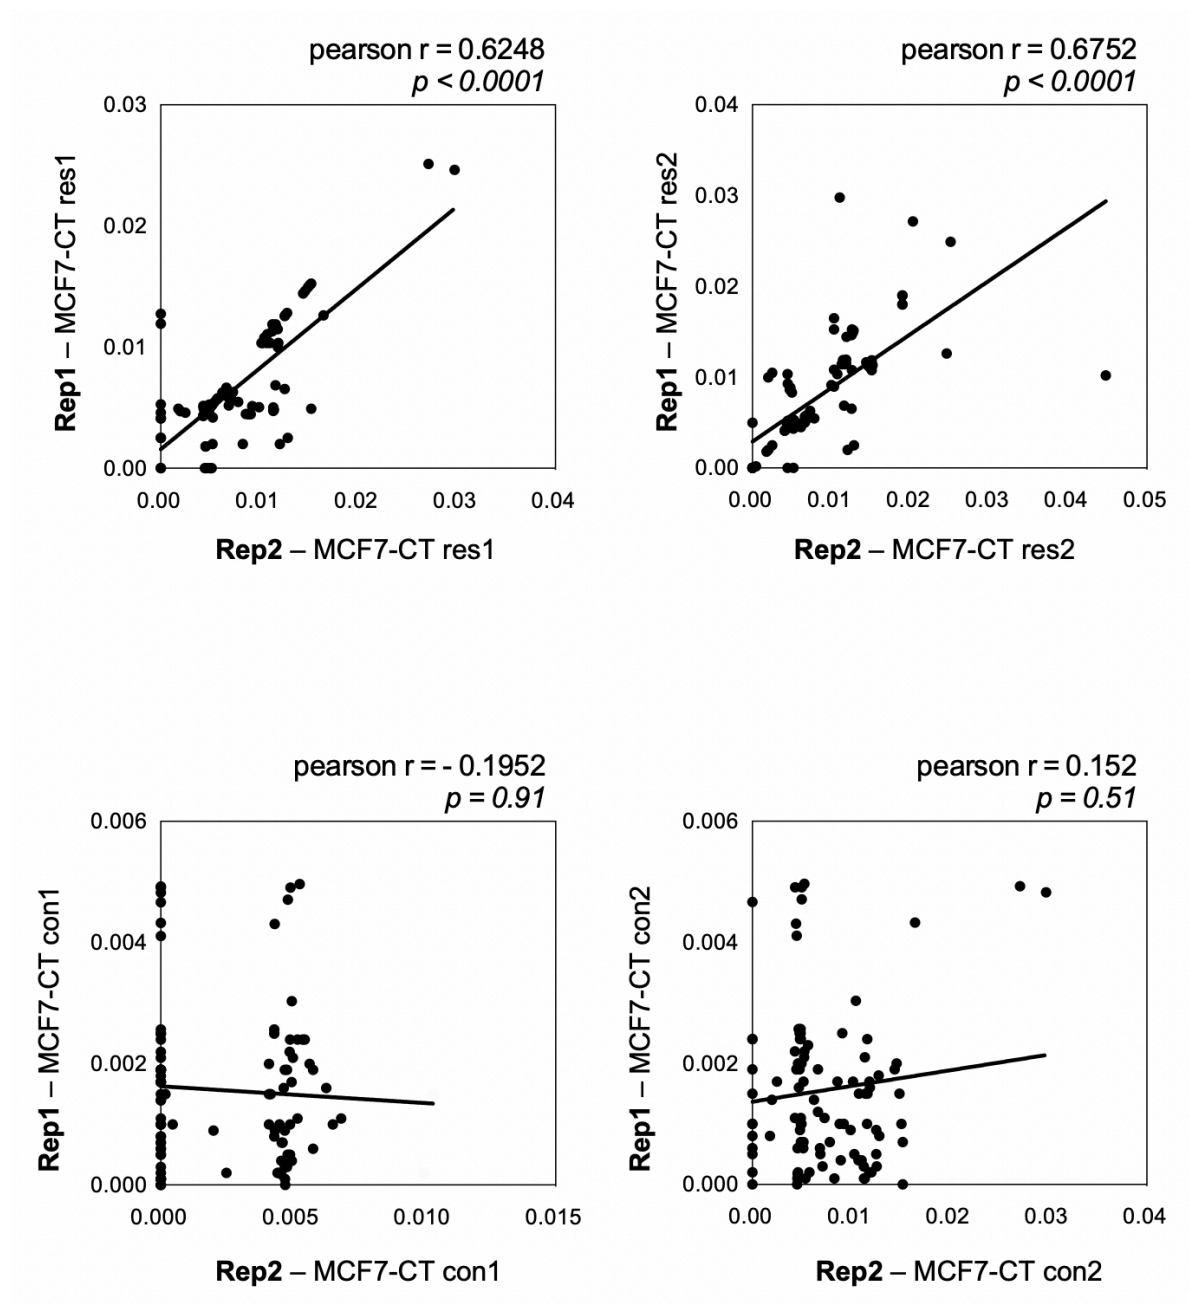 pearson r = 0.6248
p < 0.0001
0.03
0.02
0.01
0.00
Rep1 – MCF7-CT res1
0.00 0.01 0.02 0.03 0.04
Rep2 – MCF7-CT res1
pearson r = 0.6752
p < 0.0001
0.04
0.03
0.02
0.01
0.00
Rep1 – MCF7-CT res2
0.00 0.01 0.02 0.03 0.04 0.05
Rep2 – MCF7-CT res2
pearson r = - 0.1952
p = 0.91
0.006
0.004
0.002
0.000
Rep1 – MCF7-CT con1
0.000 0.005 0.010 0.015
Rep2 – MCF7-CT con1
pearson r = 0.152
p = 0.51
0.006
0.004
0.002
0.000
Rep1 – MCF7-CT con2
0.00 0.01 0.02 0.03 0.04
Rep2 – MCF7-CT con2